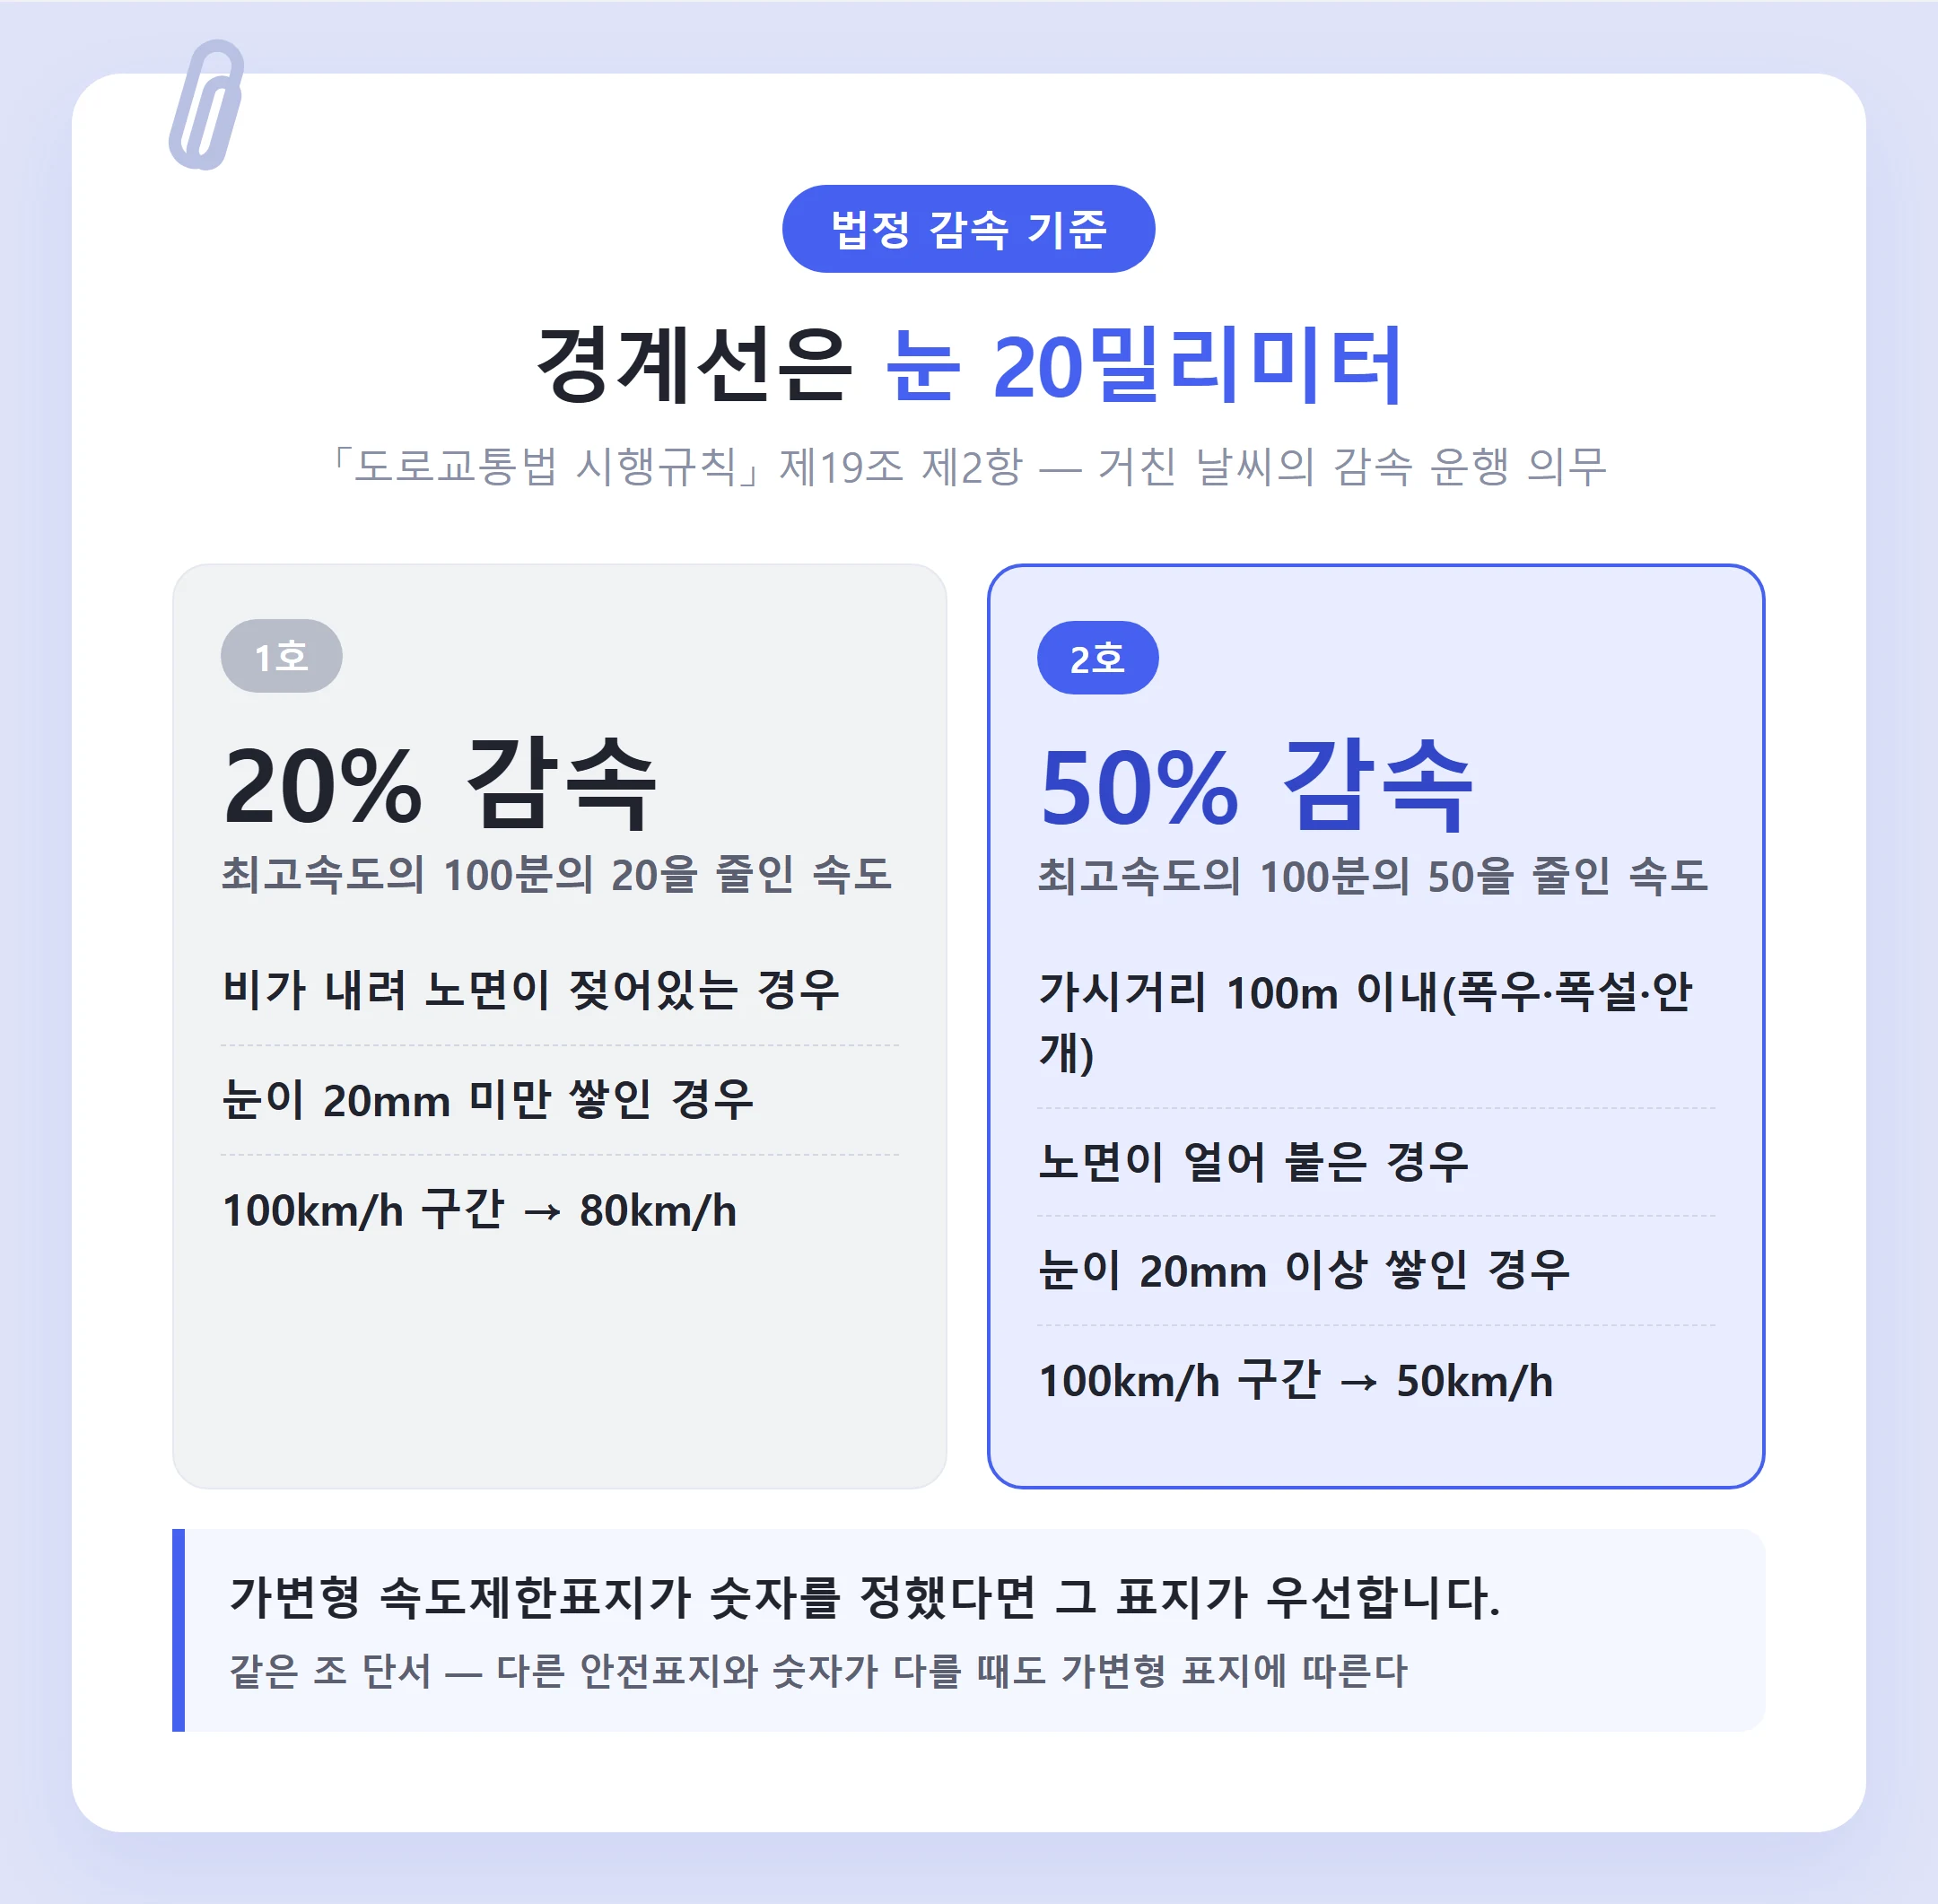 법정 감속 기준
경계선은 눈 20밀리미터
「도로교통법 시행규칙」 제19조 제2항 — 거친 날씨의 감속 운행 의무
1호
20% 감속
최고속도의 100분의 20을 줄인 속도
비가 내려 노면이 젖어있는 경우
눈이 20mm 미만 쌓인 경우
100km/h 구간 → 80km/h
2호
50% 감속
최고속도의 100분의 50을 줄인 속도
가시거리 100m 이내(폭우·폭설·안
개)
노면이 얼어 붙은 경우
눈이 20mm 이상 쌓인 경우
100km/h 구간 → 50km/h
가변형 속도제한표지가 숫자를 정했다면 그 표지가 우선합니다.
같은 조 단서 — 다른 안전표지와 숫자가 다를 때도 가변형 표지에 따른다